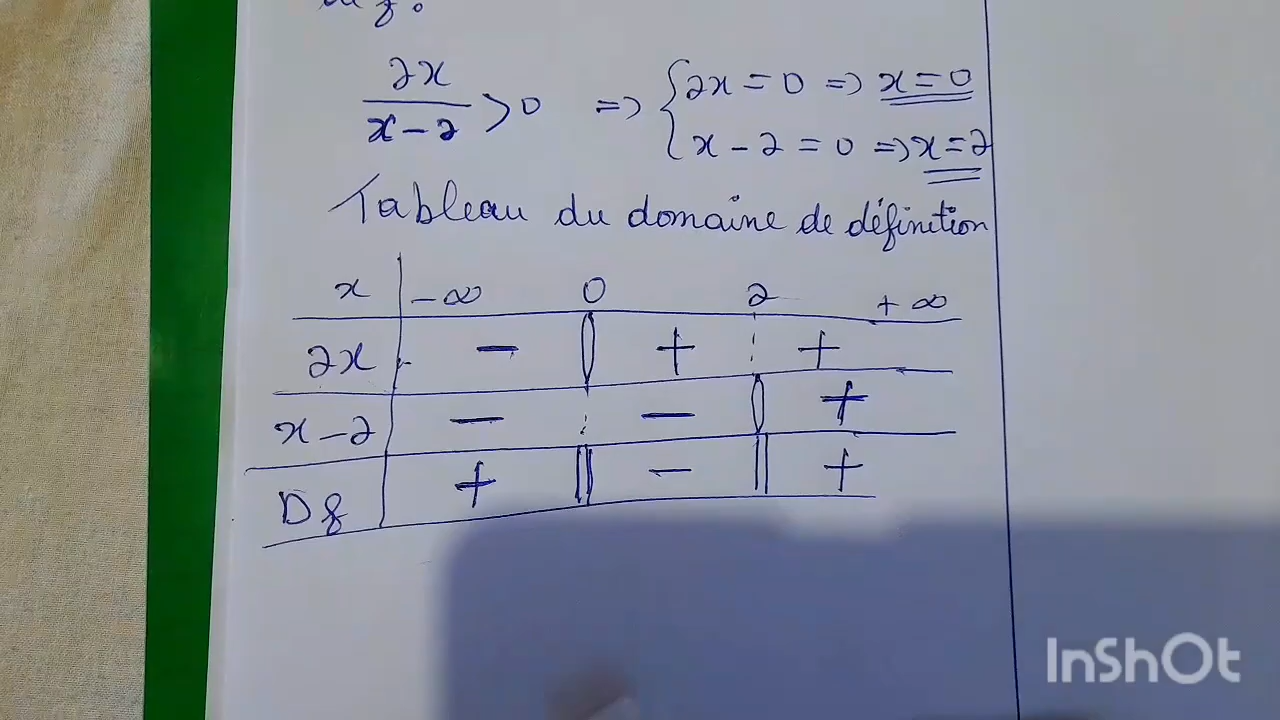 2x / x-2 > 0 => { 2x = 0 => x = 0
x - 2 = 0 => x = 2
Tableau du domaine de définition
x | -∞ 0 2 +∞
2x | - 0 + +
x-2 | - - 0 +
Df | + || - || +
InShOt